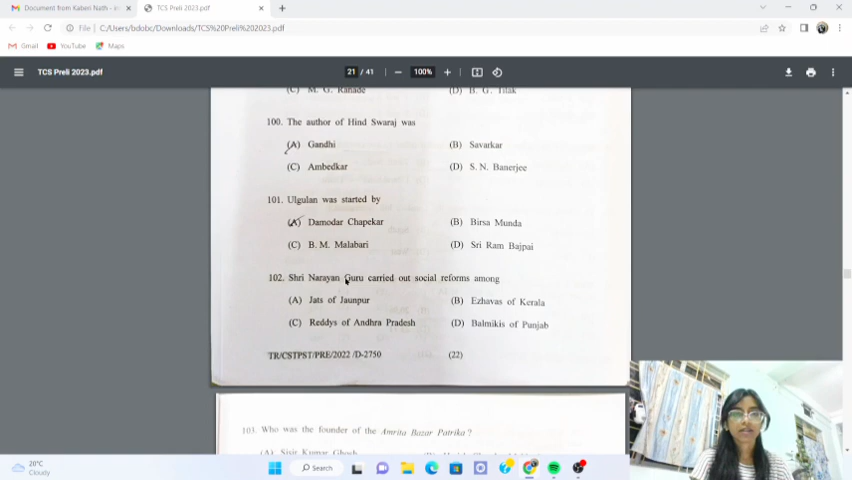 Document from Kaberi Nath - in
TCS Preli 2023.pdf
File
C:/Users/bdobc/Downloads/TCS%20Preli%202023.pdf
Gmail
YouTube
Maps
TCS Preli 2023.pdf
21 / 41
100%
(C) M. G. Ranade
(D) B. G. Tilak
100. The author of Hind Swaraj was
(A) Gandhi
(B) Savarkar
(C) Ambedkar
(D) S. N. Banerjee
101. Ulgulan was started by
(A) Damodar Chapekar
(B) Birsa Munda
(C) B. M. Malabari
(D) Sri Ram Bajpai
102. Shri Narayan Guru carried out social reforms among
(A) Jats of Jaunpur
(B) Ezhavas of Kerala
(C) Reddys of Andhra Pradesh
(D) Balmikis of Punjab
TR/CSTPST/PRE/2022 /D-2750
(22)
103. Who was the founder of the Amrita Bazar Patrika ?
(A) Sisir Kumar Ghosh
20°C
Cloudy
Search